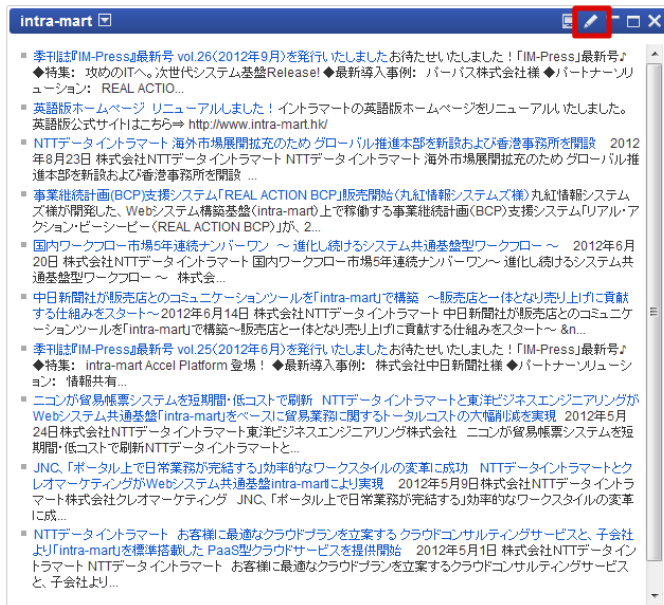 intra-mart
季刊誌『IM-Press』最新号 vol.26(2012年9月)を発行いたしましたお待たせいたしました！「IM-Press」最新号♪
◆特集： 攻めのITへ。次世代システム基盤Release! ◆最新導入事例： パーパス株式会社様 ◆パートナーソリ
ューション： REAL ACTIO...
英語版ホームページ リニューアルしました！イントラマートの英語版ホームページをリニューアルいたしました。
英語版公式サイトはこちら⇒ http://www.intra-mart.hk/
NTTデータイントラマート 海外市場展開拡充のため グローバル推進本部を新設および香港事務所を開設 2012
年8月23日 株式会社NTTデータイントラマート NTTデータイントラマート 海外市場展開拡充のため グローバル推
進本部を新設および香港事務所を開設 ...
事業継続計画(BCP)支援システム「REAL ACTION BCP」販売開始(丸紅情報システムズ様)丸紅情報システム
ズ様が開発した、Webシステム構築基盤(intra-mart)上で稼働する事業継続計画(BCP)支援システム「リアル・ア
クション・ビーシーピー(REAL ACTION BCP)」が、2...
国内ワークフロー市場5年連続ナンバーワン ～ 進化し続けるシステム共通基盤型ワークフロー ～ 2012年6月
20日 株式会社NTTデータイントラマート 国内ワークフロー市場5年連続ナンバーワン～ 進化し続けるシステム共
通基盤型ワークフロー ～ 株式会...
中日新聞社が販売店とのコミュニケーションツールを「intra-mart」で構築 ～販売店と一体となり売り上げに貢献
する仕組みをスタート～2012年6月14日 株式会社NTTデータイントラマート 中日新聞社が販売店とのコミュニケ
ーションツールを「intra-mart」で構築～販売店と一体となり売り上げに貢献する仕組みをスタート～ &n...
季刊誌『IM-Press』最新号 vol.25(2012年6月)を発行いたしましたお待たせいたしました！「IM-Press」最新号♪
◆特集： intra-mart Accel Platform 登場！ ◆最新導入事例： 株式会社中日新聞社様 ◆パートナーソリューショ
ン： 情報共有...
ニコンが貿易帳票システムを短期間・低コストで刷新 NTTデータイントラマートと東洋ビジネスエンジニアリングが
Webシステム共通基盤「intra-mart」をベースに貿易業務に関するトータルコストの大幅削減を実現 2012年5月
24日株式会社NTTデータイントラマート東洋ビジネスエンジニアリング株式会社 ニコンが貿易帳票システムを短
期間・低コストで刷新NTTデータイントラマートと...
JNC、「ポータル上で日常業務が完結する」効率的なワークスタイルの変革に成功 NTTデータイントラマートとク
レオマーケティングがWebシステム共通基盤intra-martにより実現 2012年5月9日株式会社NTTデータイントラ
マート株式会社クレオマーケティング JNC、「ポータル上で日常業務が完結する」効率的なワークスタイルの変革
に成...
NTTデータイントラマート お客様に最適なクラウドプランを立案する クラウドコンサルティングサービスと、子会社
より「intra-mart」を標準搭載した PaaS型クラウドサービスを提供開始 2012年5月1日 株式会社NTTデータイン
トラマート NTTデータイントラマート お客様に最適なクラウドプランを立案するクラウドコンサルティングサービス
と、子会社より...